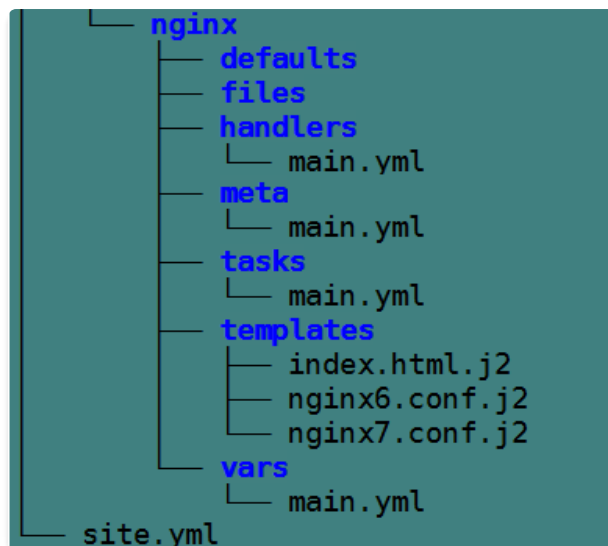 nginx
defaults
files
handlers
main.yml
meta
main.yml
tasks
main.yml
templates
index.html.j2
nginx6.conf.j2
nginx7.conf.j2
vars
main.yml
site.yml